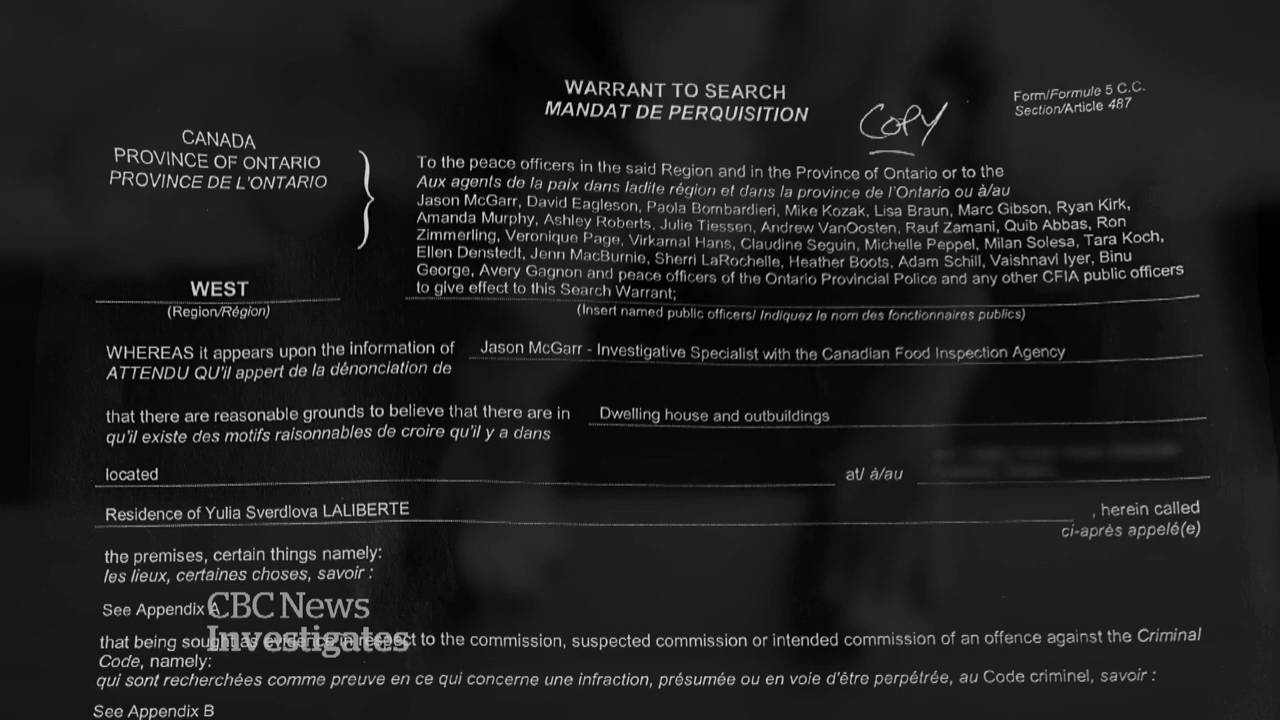 WARRANT TO SEARCH
MANDAT DE PERQUISITION
COPY
Form/Formule 5 C.C.
Section/Article 487
CANADA
PROVINCE OF ONTARIO
PROVINCE DE L'ONTARIO
To the peace officers in the said Region and in the Province of Ontario or to the
Aux agents de la paix dans ladite région et dans la province de l'Ontario ou à/au
Jason McGarr, David Eagleson, Paola Bombardieri, Mike Kozak, Lisa Braun, Marc Gibson, Ryan Kirk,
Amanda Murphy, Ashley Roberts, Julie Tiessen, Andrew VanOosten, Rauf Zamani, Quib Abbas, Ron
Zimmerling, Veronique Page, Virkamal Hans, Claudine Seguin, Michelle Peppel, Milan Solesa, Tara Koch,
Ellen Denstedt, Jenn MacBurnie, Sherri LaRochelle, Heather Boots, Adam Schill, Vaishnavi Iyer, Binu
George, Avery Gagnon and peace officers of the Ontario Provincial Police and any other CFIA public officers
to give effect to this Search Warrant;
WEST
(Region/Région)
(Insert named public officers/ Indiquez le nom des fonctionnaires publics)
WHEREAS it appears upon the information of Jason McGarr - Investigative Specialist with the Canadian Food Inspection Agency
ATTENDU QU'il appert de la dénonciation de
that there are reasonable grounds to believe that there are in Dwelling house and outbuildings
qu'il existe des motifs raisonnables de croire qu'il y a dans
located at/ à/au
Residence of Yulia Sverdlova LALIBERTE , herein called
ci-après appelé(e)
the premises, certain things namely:
les lieux, certaines choses, savoir :
See Appendix A
CBC News
Investigates
that being sought as evidence in respect to the commission, suspected commission or intended commission of an offence against the Criminal
Code, namely:
qui sont recherchées comme preuve en ce qui concerne une infraction, présumée ou en voie d'être perpétrée, au Code criminel, savoir :
See Appendix B